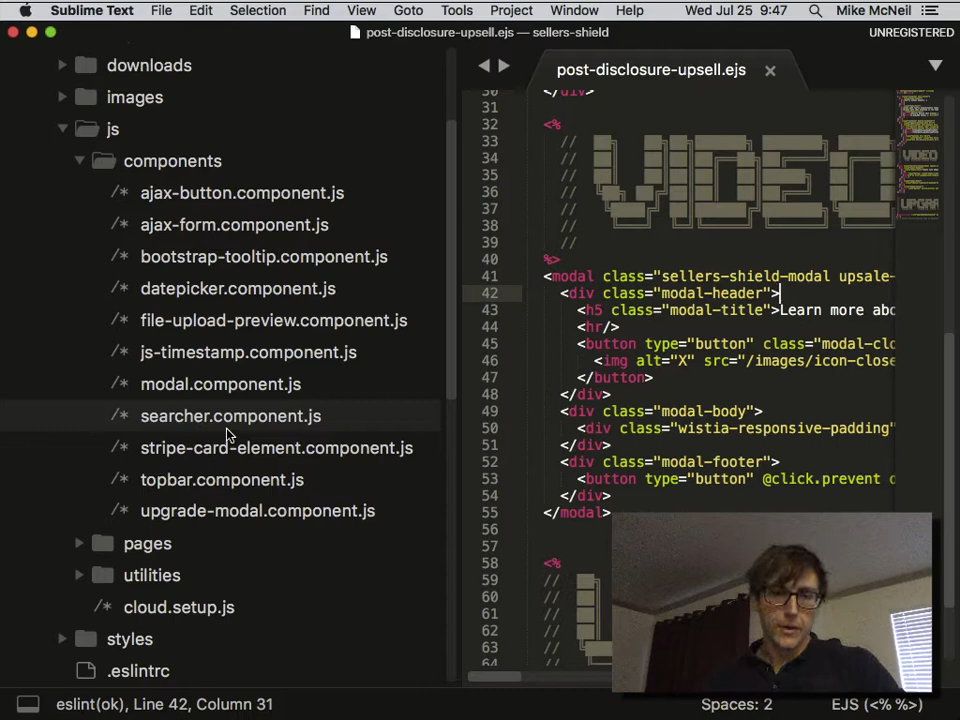 Sublime Text File Edit Selection Find View Goto Tools Project Window Help Wed Jul 25 9:47 Mike McNeil
post-disclosure-upsell.ejs — sellers-shield UNREGISTERED
downloads
images
js
components
/* ajax-button.component.js
/* ajax-form.component.js
/* bootstrap-tooltip.component.js
/* datepicker.component.js
/* file-upload-preview.component.js
/* js-timestamp.component.js
/* modal.component.js
/* searcher.component.js
/* stripe-card-element.component.js
/* topbar.component.js
/* upgrade-modal.component.js
pages
utilities
/* cloud.setup.js
styles
.eslintrc
post-disclosure-upsell.ejs
30 </div>
31
32 <%
33 //
34 //
35 //
VIDEO
36 //
37 //
38 //
39 //
40 %>
41 <modal class="sellers-shield-modal upsale-
42 <div class="modal-header">
43 <h5 class="modal-title">Learn more abo
44 <hr/>
45 <button type="button" class="modal-clo
46 <img alt="X" src="/images/icon-close
47 </button>
48 </div>
49 <div class="modal-body">
50 <div class="wistia-responsive-padding"
51 </div>
52 <div class="modal-footer">
53 <button type="button" @click.prevent
54 </div>
55 </modal>
56
57
58 <%
59 //
60 //
61 //
62 //
63 //
64 //
VIDEO
UPGRA
eslint(ok), Line 42, Column 31 Spaces: 2 EJS (<% %>)